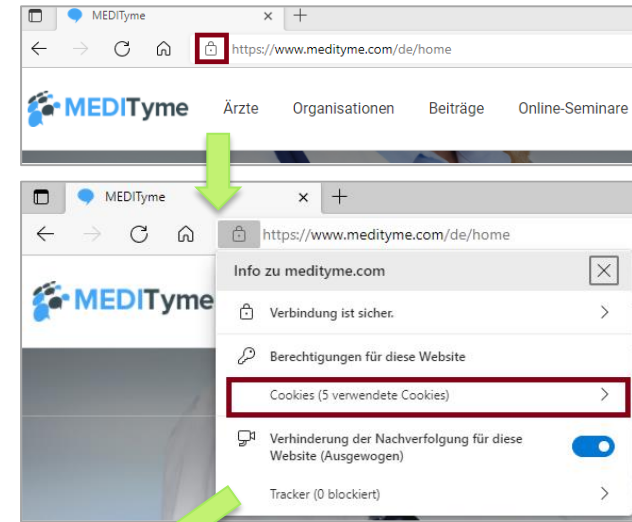 MEDITyme
https://www.medityme.com/de/home
MEDITyme Ärzte Organisationen Beiträge Online-Seminare
MEDITyme
https://www.medityme.com/de/home
MEDITyme
Info zu medityme.com
Verbindung ist sicher.
Berechtigungen für diese Website
Cookies (5 verwendete Cookies)
Verhinderung der Nachverfolgung für diese
Website (Ausgewogen)
Tracker (0 blockiert)